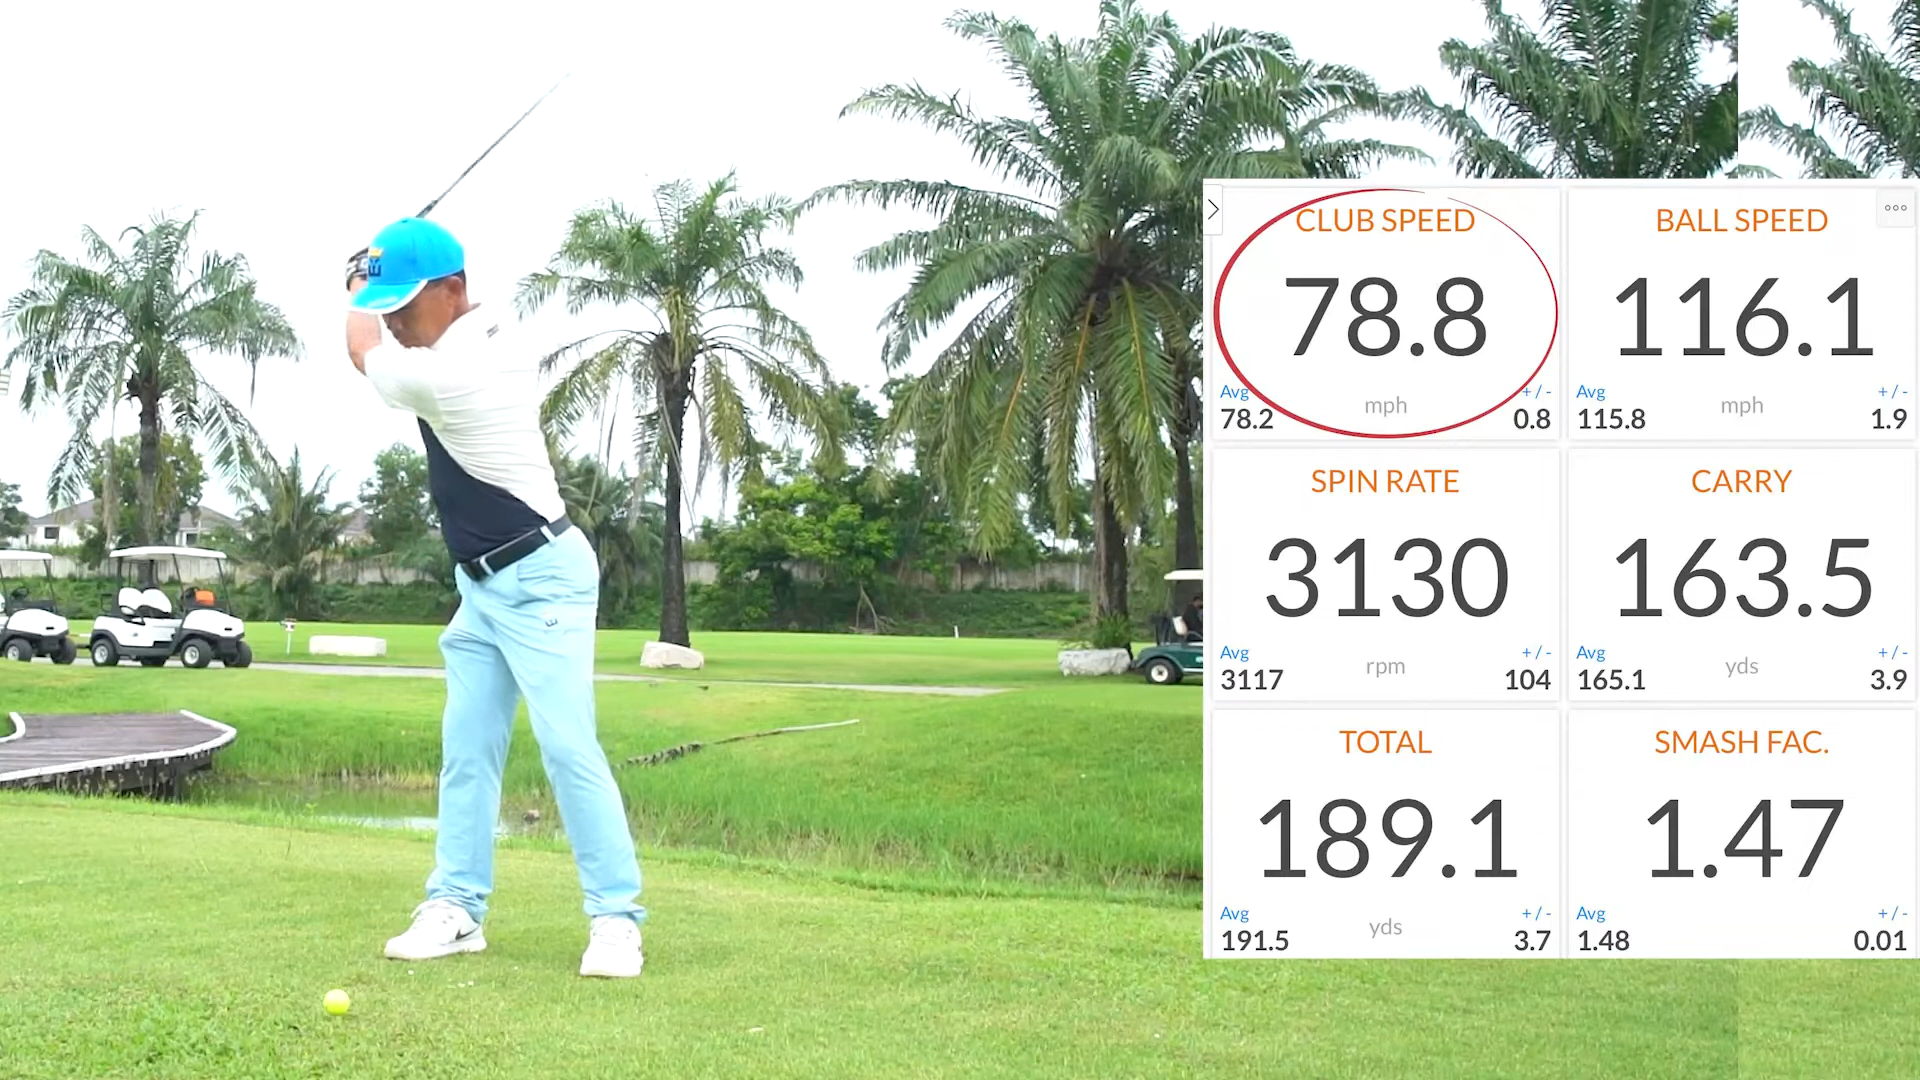 CLUB SPEED
78.8
Avg
78.2
mph
+ / -
0.8
BALL SPEED
116.1
Avg
115.8
mph
+ / -
1.9
SPIN RATE
3130
Avg
3117
rpm
+ / -
104
CARRY
163.5
Avg
165.1
yds
+ / -
3.9
TOTAL
189.1
Avg
191.5
yds
+ / -
3.7
SMASH FAC.
1.47
Avg
1.48
+ / -
0.01